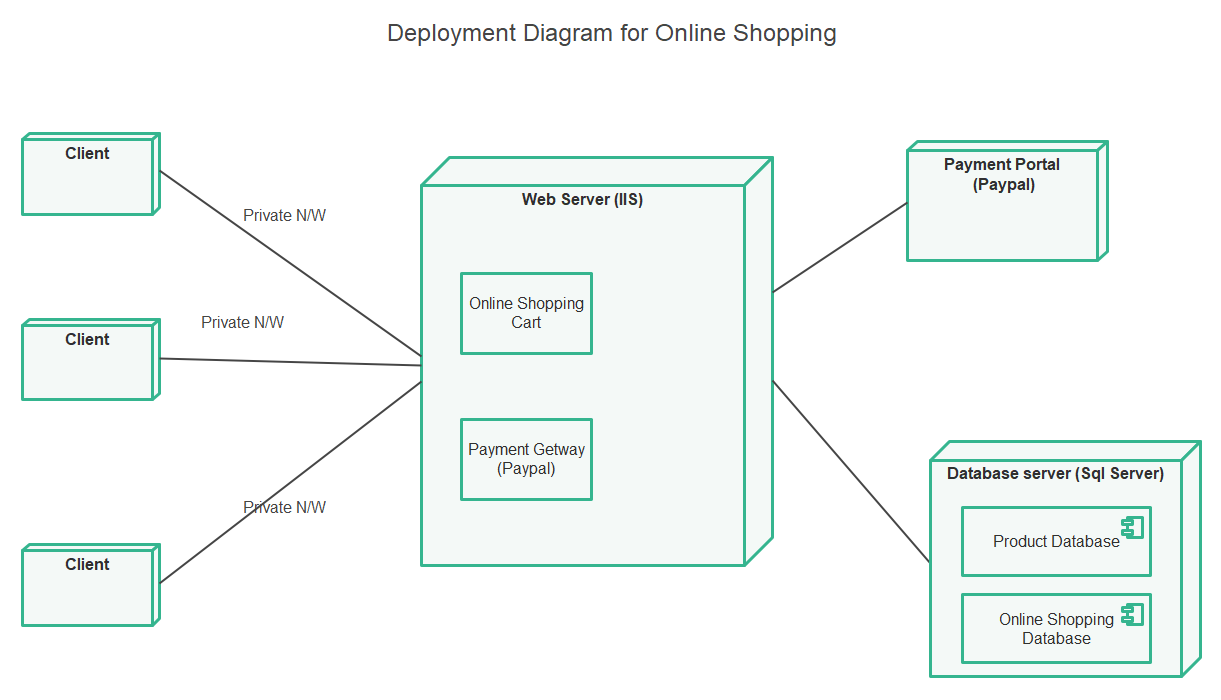 Deployment Diagram for Online Shopping
Client
Private N/W
Client
Private N/W
Client
Private N/W
Web Server (IIS)
Online Shopping
Cart
Payment Getway
(Paypal)
Payment Portal
(Paypal)
Database server (Sql Server)
Product Database
Online Shopping
Database